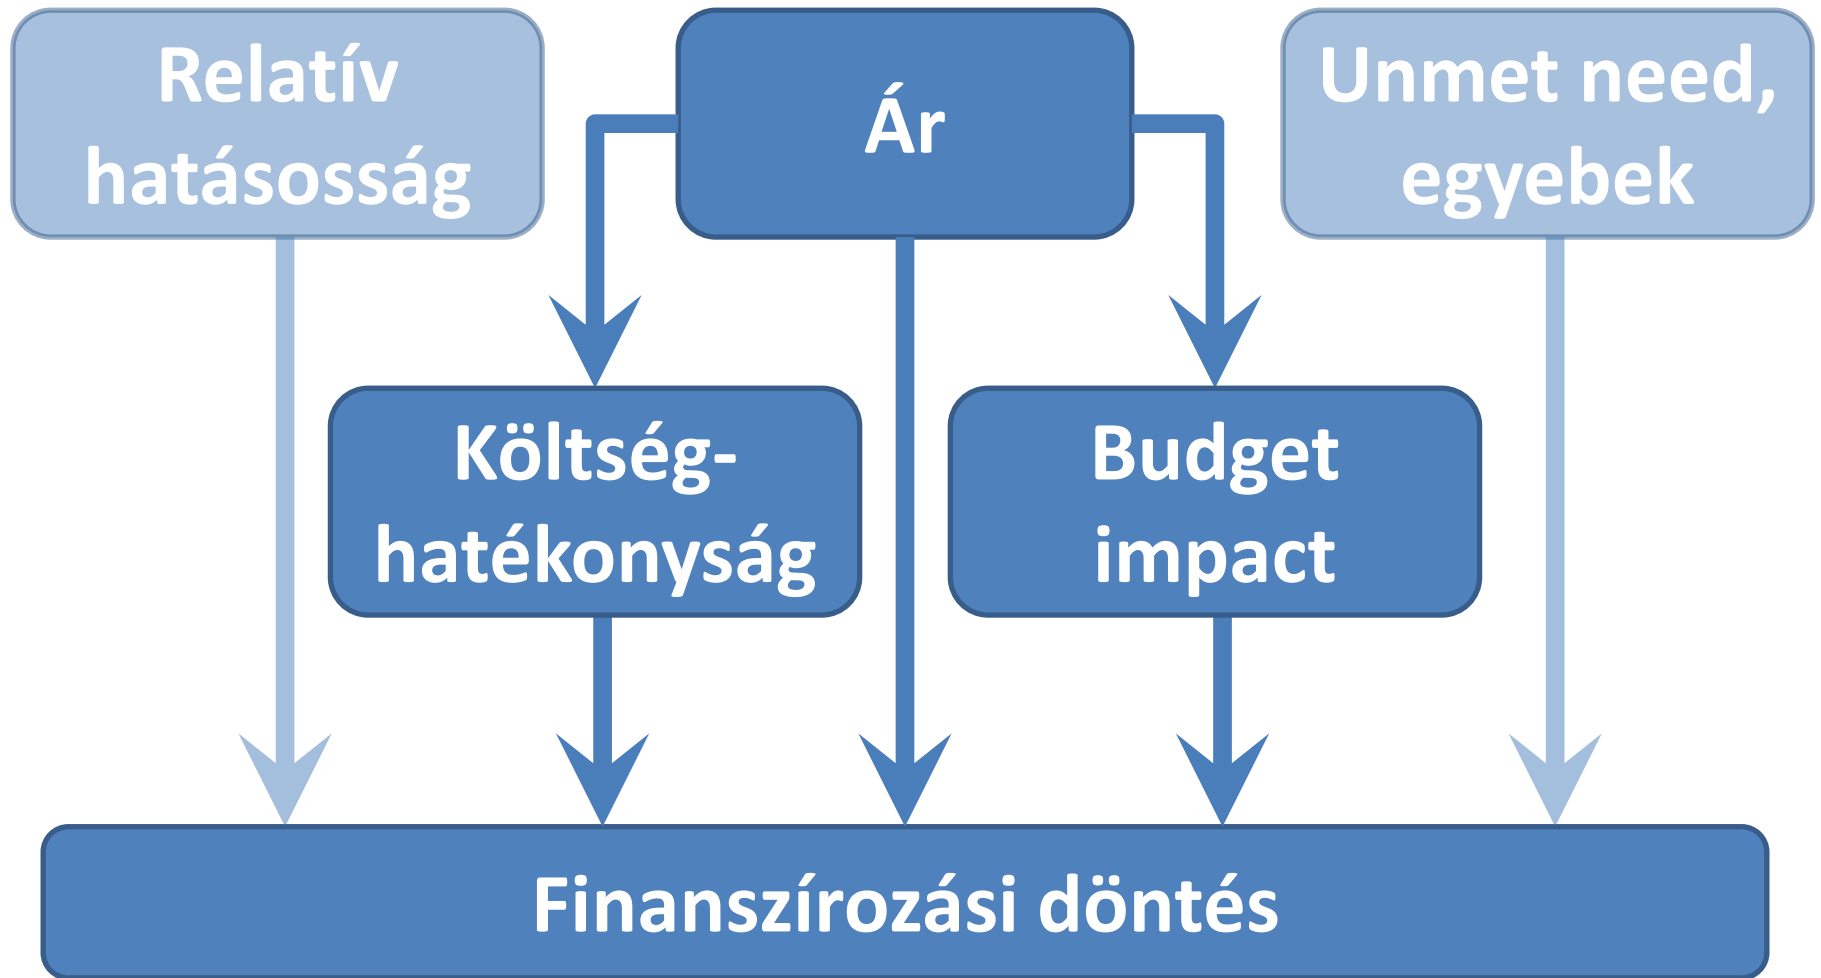 Relatív
hatásosság
Ár
Unmet need,
egyebek
Költség-
hatékonyság
Budget
impact
Finanszírozási döntés